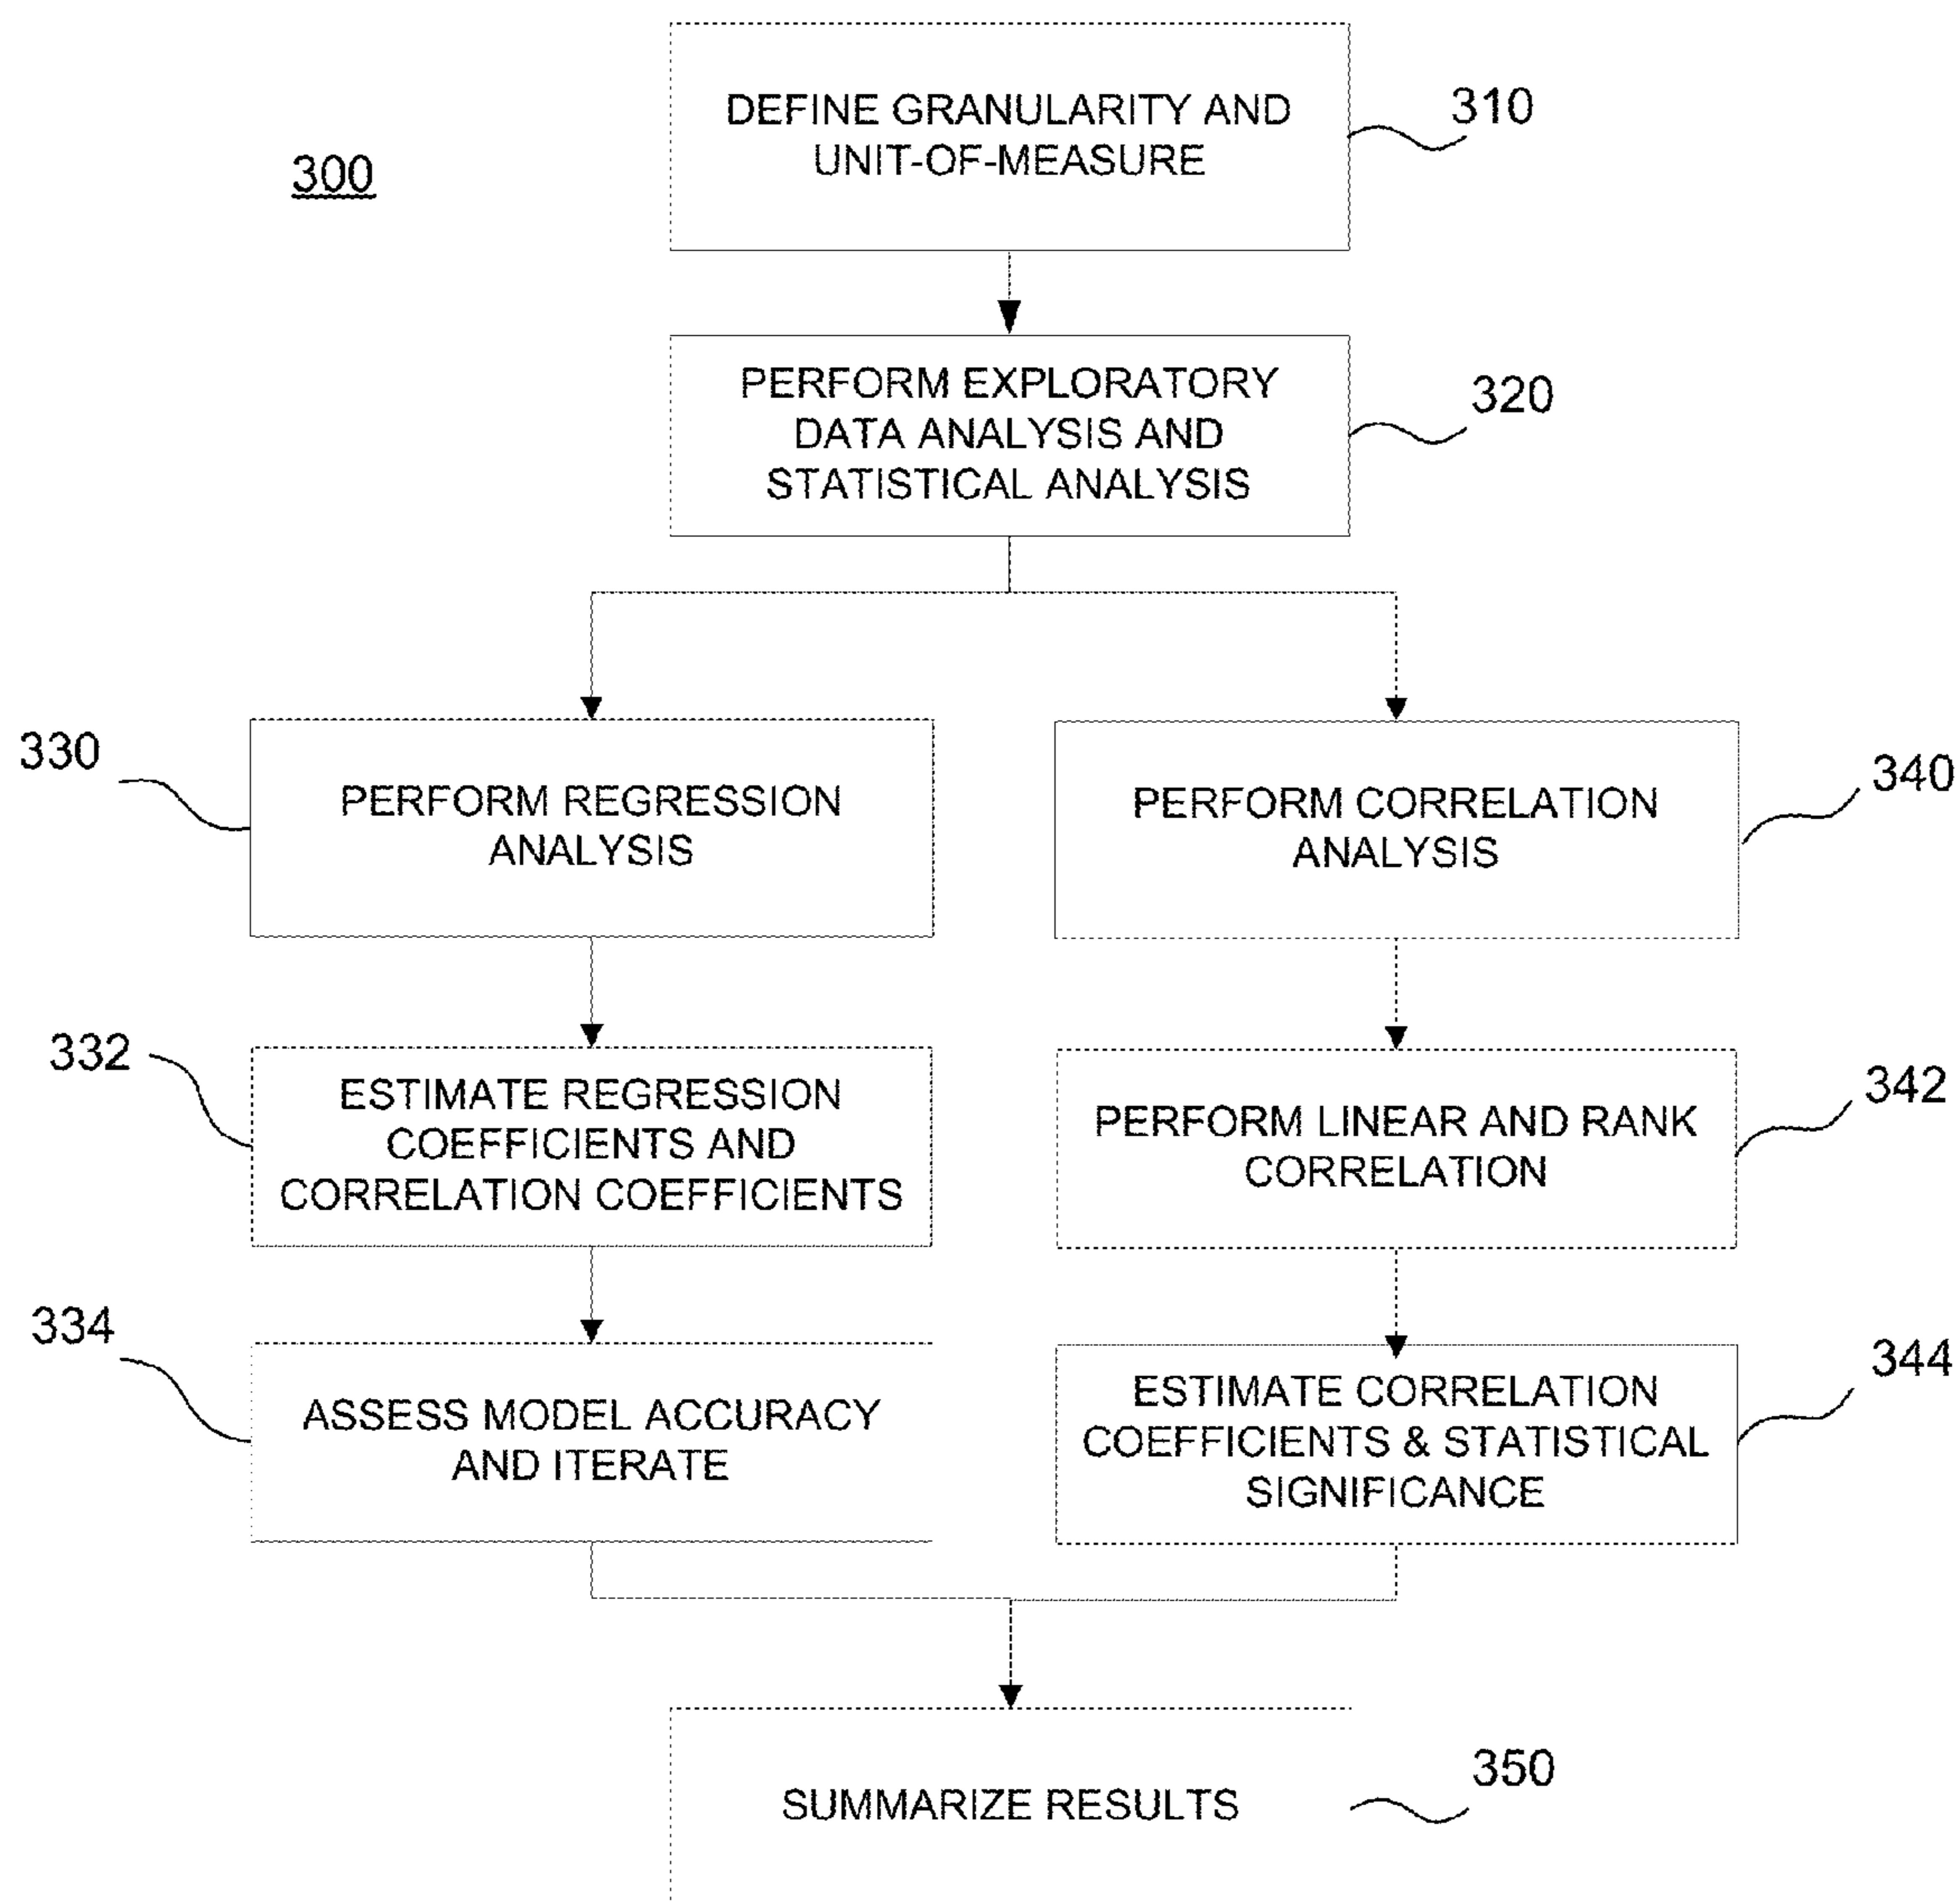 300
DEFINE GRANULARITY AND
UNIT-OF-MEASURE
310
PERFORM EXPLORATORY
DATA ANALYSIS AND
STATISTICAL ANALYSIS
320
330
PERFORM REGRESSION
ANALYSIS
PERFORM CORRELATION
ANALYSIS
340
332
ESTIMATE REGRESSION
COEFFICIENTS AND
CORRELATION COEFFICIENTS
PERFORM LINEAR AND RANK
CORRELATION
342
334
ASSESS MODEL ACCURACY
AND ITERATE
ESTIMATE CORRELATION
COEFFICIENTS & STATISTICAL
SIGNIFICANCE
344
SUMMARIZE RESULTS
350